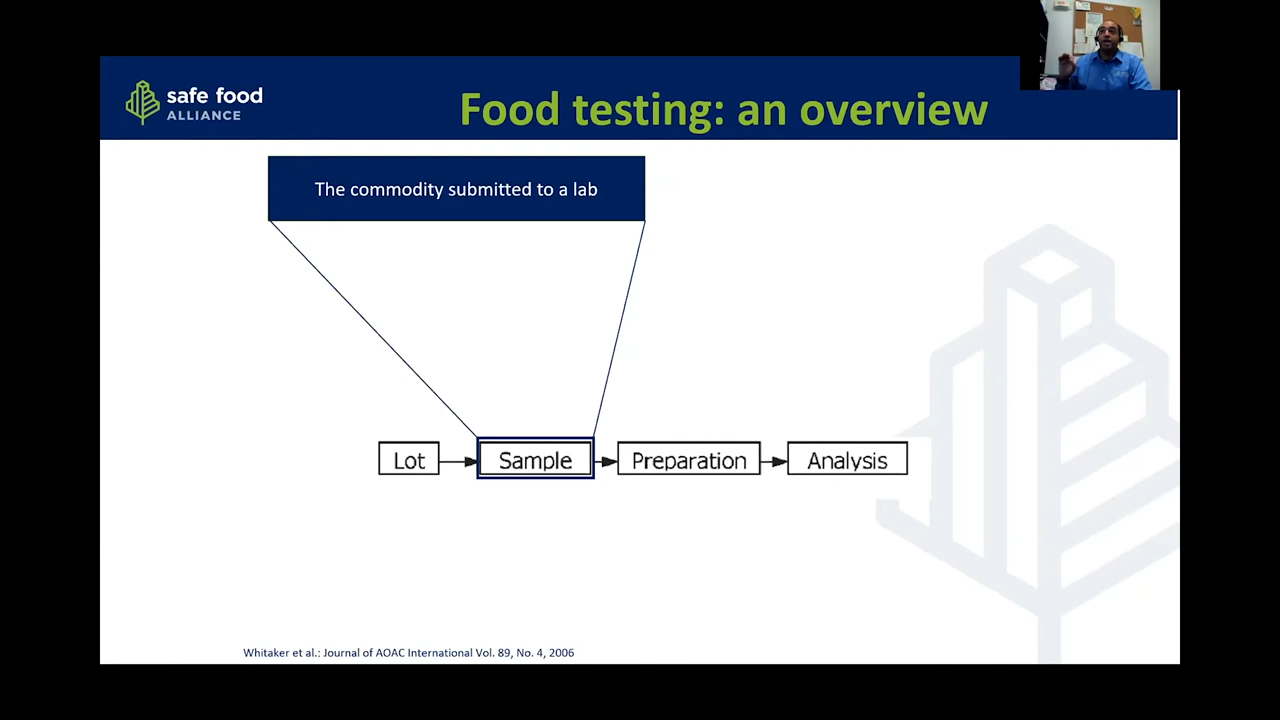 safe food
ALLIANCE
Food testing: an overview
The commodity submitted to a lab
Lot
Sample
Preparation
Analysis
Whitaker et al.: Journal of AOAC International Vol. 89, No. 4, 2006